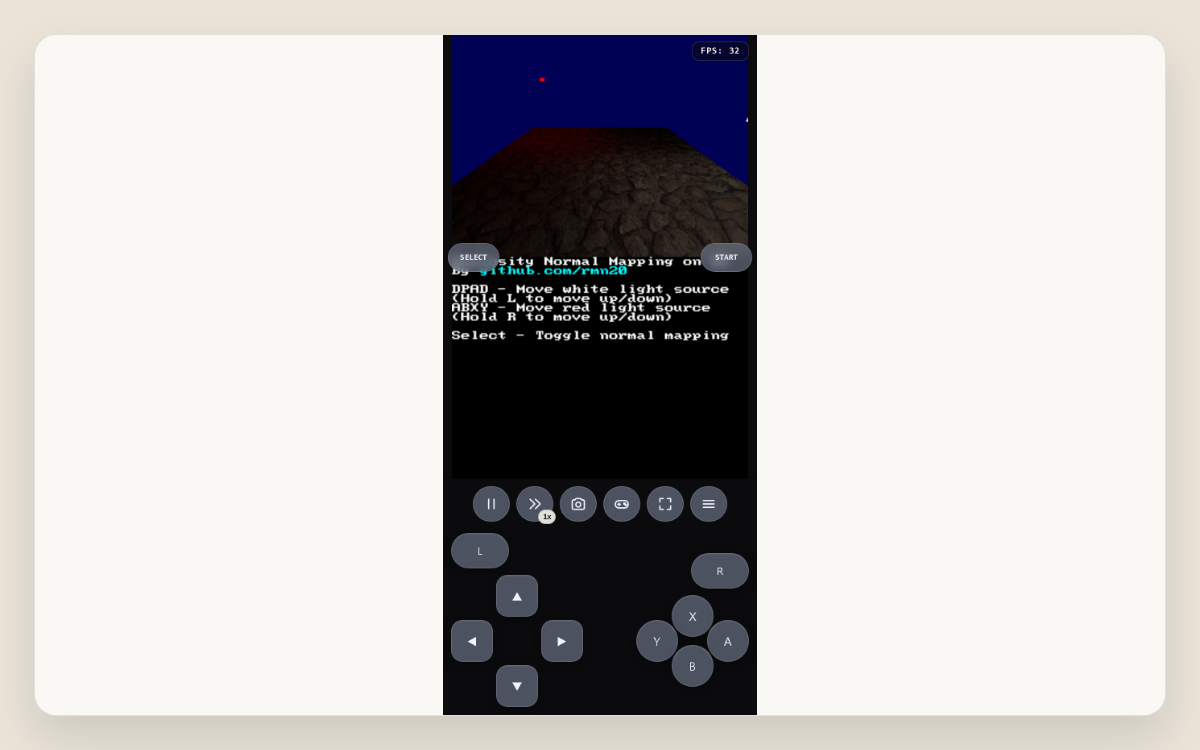 FPS: 32
SELECT
START
sity Normal Mapping on
By github.com/rmn20
DPAD - Move white light source
(Hold L to move up/down)
ABXY - Move red light source
(Hold R to move up/down)
Select - Toggle normal mapping
1x
L
R
X
Y
A
B